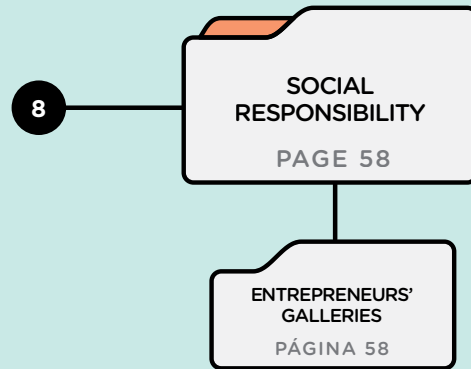 8
SOCIAL
RESPONSIBILITY
PAGE 58
ENTREPRENEURS’
GALLERIES
PÁGINA 58